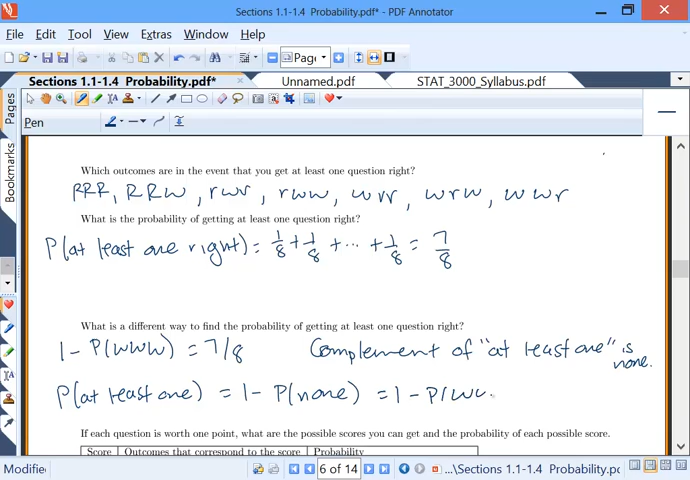 Sections 1.1-1.4 Probability.pdf* - PDF Annotator
File Edit Tool View Extras Window Help
Page
Sections 1.1-1.4 Probability.pdf* Unnamed.pdf STAT_3000_Syllabus.pdf
Pen
Pages
Bookmarks
Which outcomes are in the event that you get at least one question right?
RRR, RRW, rwr, rww, wrr, wrw, wwr
What is the probability of getting at least one question right?
P(at least one right) = 1/8 + 1/8 + ... + 1/8 = 7/8
What is a different way to find the probability of getting at least one question right?
1 - P(WWW) = 7/8 Complement of "at least one" is none.
P(at least one) = 1 - P(none) = 1 - P(ww
If each question is worth one point, what are the possible scores you can get and the probability of each possible score.
Score Outcomes that correspond to the score Probability
Modifie 6 of 14 ...\Sections 1.1-1.4 Probability.pd